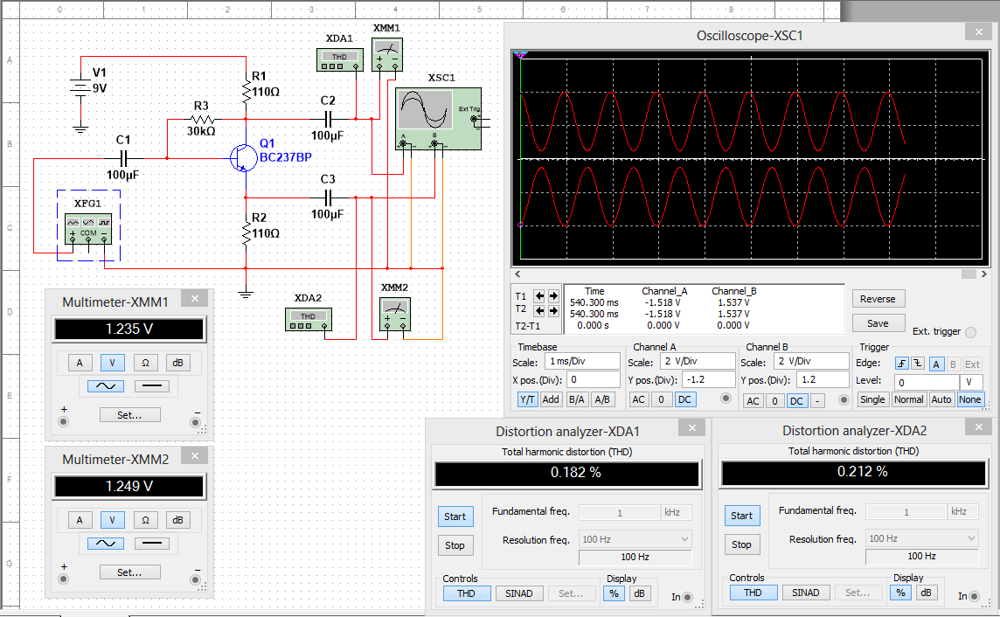 0 1 2 3 4 5 6 7 8
A
B
C
D
E
F
G
V1
9V
R1
110Ω
R3
30kΩ
C1
100µF
C2
100µF
Q1
BC237BP
C3
100µF
R2
110Ω
XFG1
COM
XDA1
THD
XMM1
XSC1
Ext Trig
A
B
XDA2
THD
XMM2
Multimeter-XMM1
1.235 V
A V Ω dB
Set...
Multimeter-XMM2
1.249 V
A V Ω dB
Set...
Oscilloscope-XSC1
Time Channel_A Channel_B
T1 540.300 ms -1.518 V 1.537 V
T2 540.300 ms -1.518 V 1.537 V
T2-T1 0.000 s 0.000 V 0.000 V
Reverse
Save
Ext. trigger
Timebase
Scale: 1 ms/Div
X pos.(Div): 0
Y/T Add B/A A/B
Channel A
Scale: 2 V/Div
Y pos.(Div): -1.2
AC 0 DC
Channel B
Scale: 2 V/Div
Y pos.(Div): 1.2
AC 0 DC -
Trigger
Edge: A B Ext
Level: 0 V
Single Normal Auto None
Distortion analyzer-XDA1
Total harmonic distortion (THD)
0.182 %
Start
Stop
Fundamental freq. 1 kHz
Resolution freq. 100 Hz
100 Hz
Controls
THD SINAD Set...
Display
% dB
In
Distortion analyzer-XDA2
Total harmonic distortion (THD)
0.212 %
Start
Stop
Fundamental freq. 1 kHz
Resolution freq. 100 Hz
100 Hz
Controls
THD SINAD Set...
Display
% dB
In